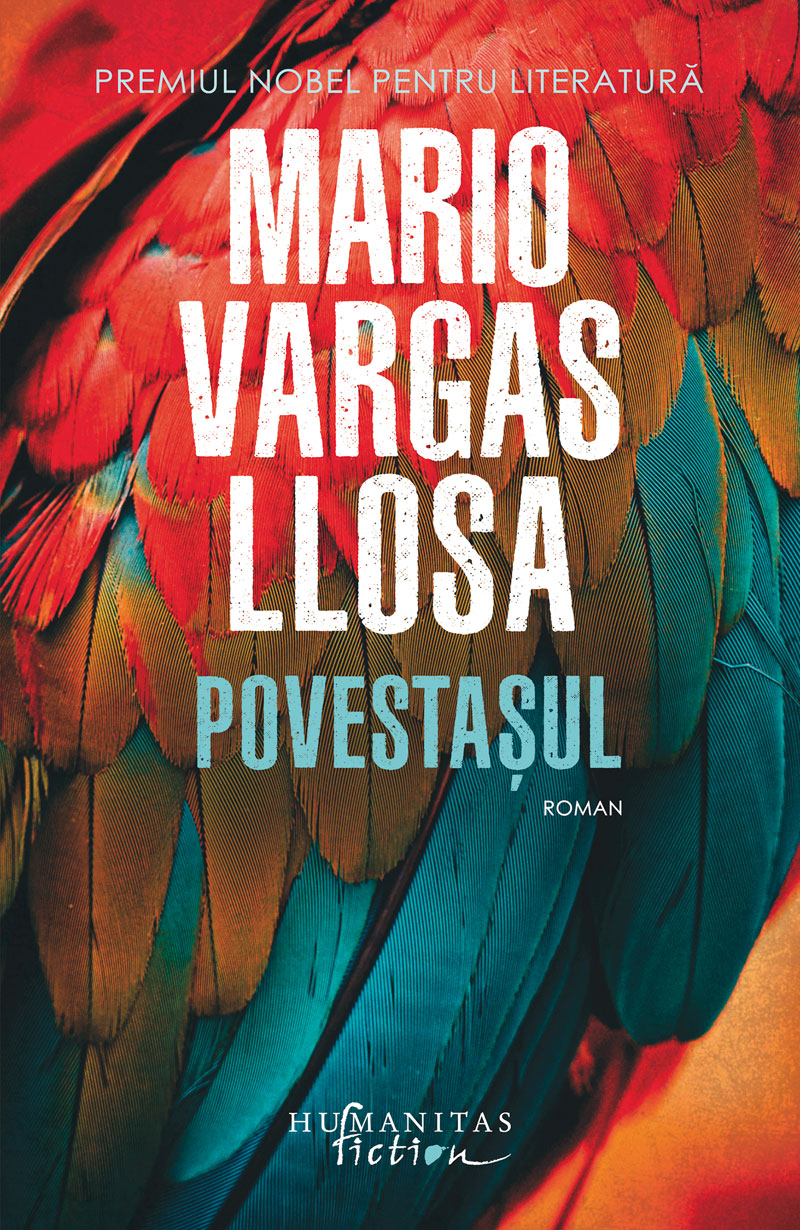 PREMIUL NOBEL PENTRU LITERATURĂ
MARIO
VARGAS
LLOSA
POVESTAȘUL
ROMAN
HUMANITAS
fiction